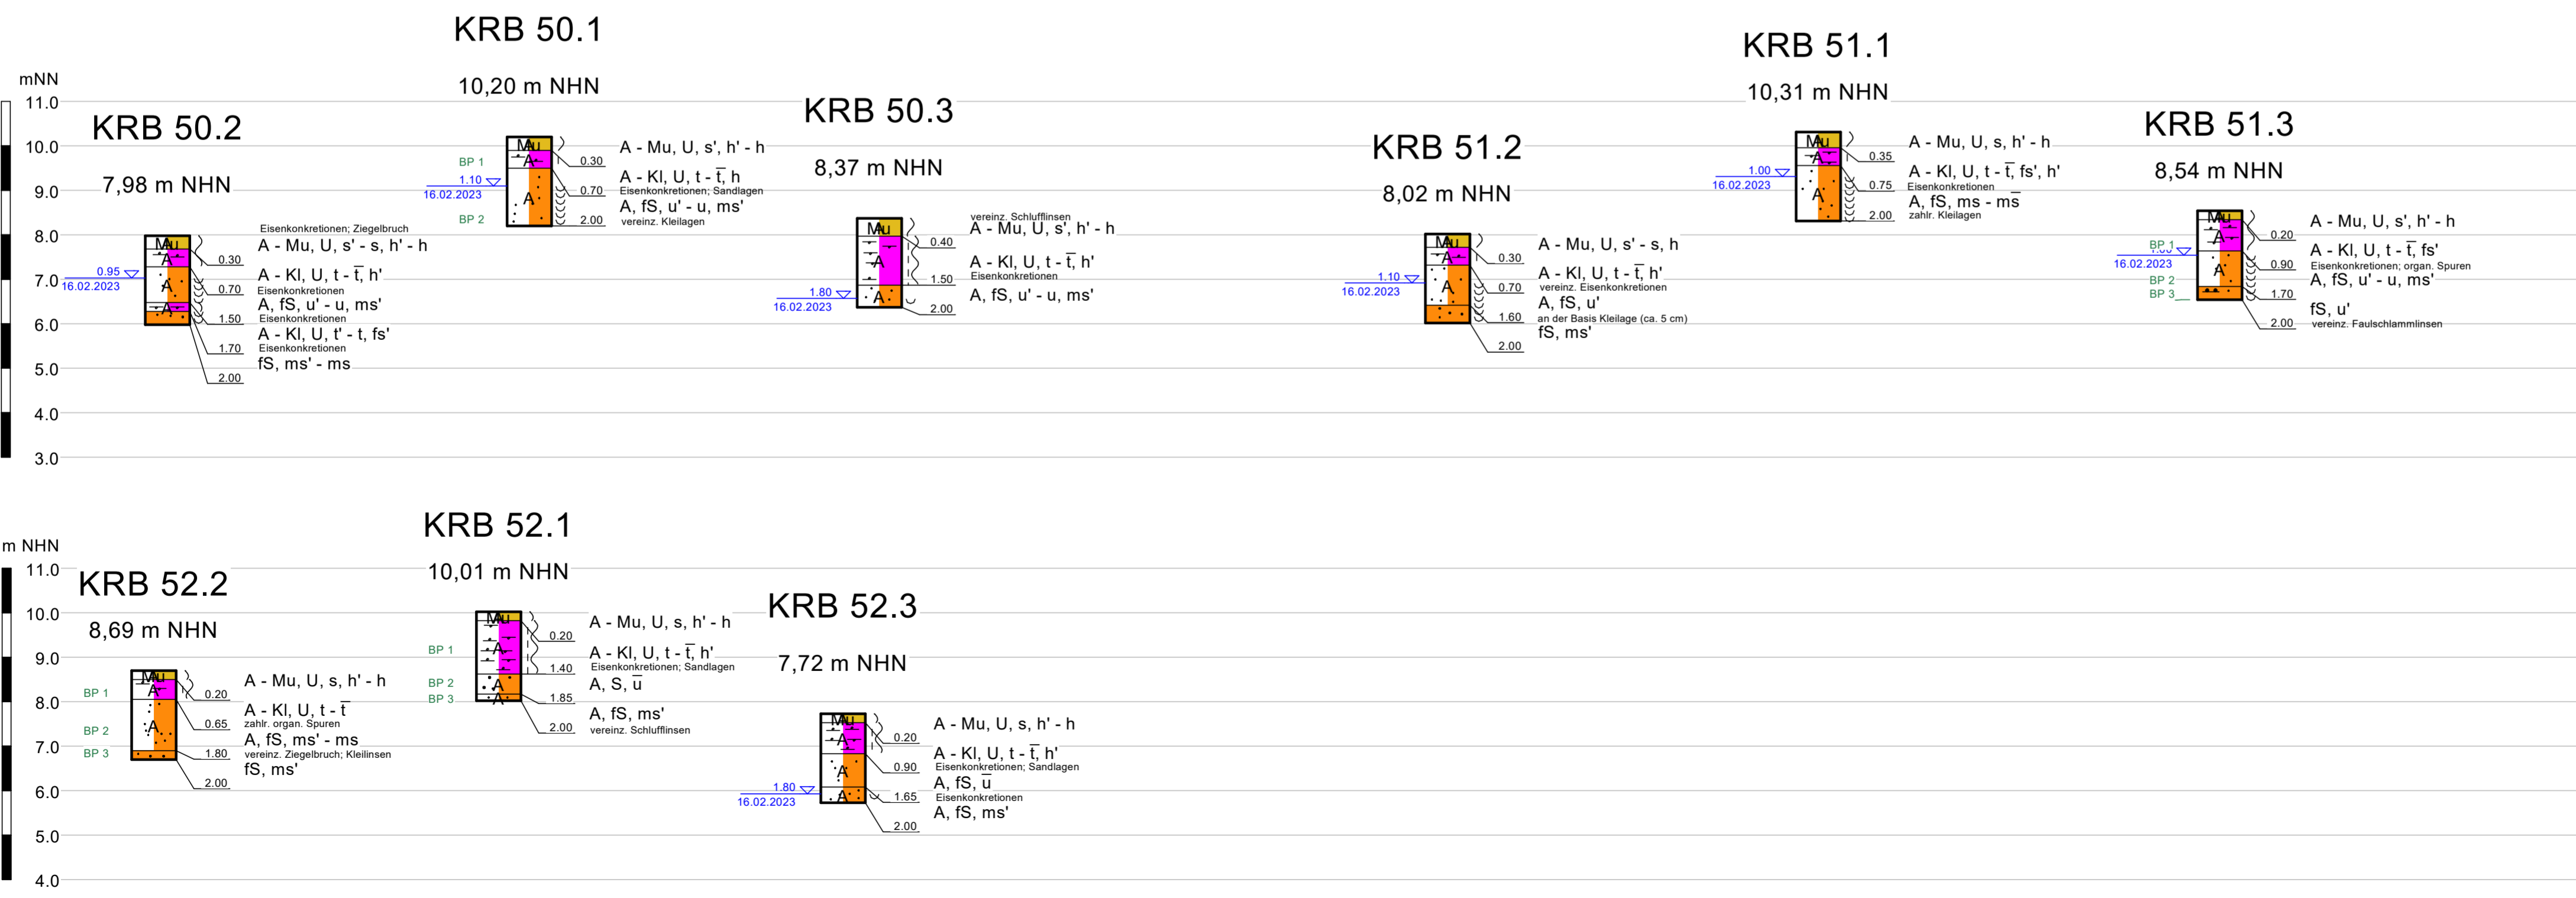 mNN
11.0
10.0
9.0
8.0
7.0
6.0
5.0
4.0
3.0
KRB 50.2
7,98 m NHN
Mu
A
A
A
0.95
16.02.2023
0.30
0.70
1.50
1.70
2.00
Eisenkonkretionen; Ziegelbruch
A - Mu, U, s' - s, h' - h
A - Kl, U, t - t̅, h'
Eisenkonkretionen
A, fS, u' - u, ms'
Eisenkonkretionen
A - Kl, U, t' - t, fs'
Eisenkonkretionen
fS, ms' - ms
KRB 50.1
10,20 m NHN
Mu
A
A
BP 1
1.10
16.02.2023
BP 2
0.30
0.70
2.00
A - Mu, U, s', h' - h
A - Kl, U, t - t̅, h
Eisenkonkretionen; Sandlagen
A, fS, u' - u, ms'
vereinz. Kleilagen
KRB 50.3
8,37 m NHN
Mu
A
A
1.80
16.02.2023
0.40
1.50
2.00
vereinz. Schlufflinsen
A - Mu, U, s', h' - h
A - Kl, U, t - t̅, h'
Eisenkonkretionen
A, fS, u' - u, ms'
KRB 51.2
8,02 m NHN
Mu
A
A
1.10
16.02.2023
0.30
0.70
1.60
2.00
A - Mu, U, s' - s, h
A - Kl, U, t - t̅, h'
vereinz. Eisenkonkretionen
A, fS, u'
an der Basis Kleilage (ca. 5 cm)
fS, ms'
KRB 51.1
10,31 m NHN
Mu
A
A
1.00
16.02.2023
0.35
0.75
2.00
A - Mu, U, s, h' - h
A - Kl, U, t - t̅, fs', h'
Eisenkonkretionen
A, fS, ms - m̅s̅
zahlr. Kleilagen
KRB 51.3
8,54 m NHN
Mu
A
A
BP 1
16.02.2023
BP 2
BP 3
0.20
0.90
1.70
2.00
A - Mu, U, s', h' - h
A - Kl, U, t - t̅, fs'
Eisenkonkretionen; organ. Spuren
A, fS, u' - u, ms'
fS, u'
vereinz. Faulschlammlinsen
m NHN
11.0
10.0
9.0
8.0
7.0
6.0
5.0
4.0
KRB 52.2
8,69 m NHN
Mu
A
A
BP 1
BP 2
BP 3
0.20
0.65
1.80
2.00
A - Mu, U, s, h' - h
A - Kl, U, t - t̅
zahlr. organ. Spuren
A, fS, ms' - ms
vereinz. Ziegelbruch; Kleilinsen
fS, ms'
KRB 52.1
10,01 m NHN
Mu
A
A
A
BP 1
BP 2
BP 3
0.20
1.40
1.85
2.00
A - Mu, U, s, h' - h
A - Kl, U, t - t̅, h'
Eisenkonkretionen; Sandlagen
A, S, u̅
A, fS, ms'
vereinz. Schlufflinsen
KRB 52.3
7,72 m NHN
Mu
A
A
A
1.80
16.02.2023
0.20
0.90
1.65
2.00
A - Mu, U, s, h' - h
A - Kl, U, t - t̅, h'
Eisenkonkretionen; Sandlagen
A, fS, u̅
Eisenkonkretionen
A, fS, ms'